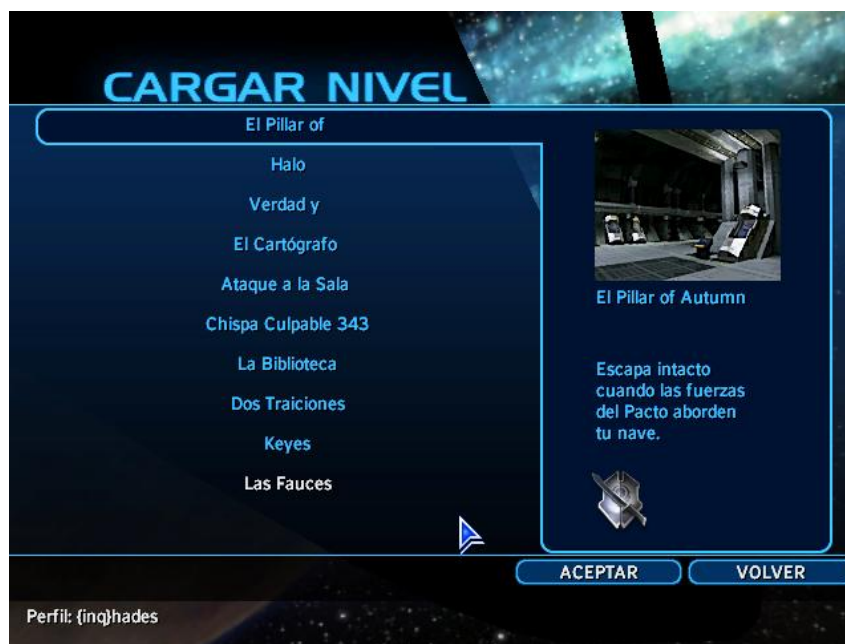 CARGAR NIVEL
El Pillar of
Halo
Verdad y
El Cartógrafo
Ataque a la Sala
Chispa Culpable 343
La Biblioteca
Dos Traiciones
Keyes
Las Fauces
El Pillar of Autumn
Escapa intacto
cuando las fuerzas
del Pacto aborden
tu nave.
ACEPTAR
VOLVER
Perfil: {inq}hades